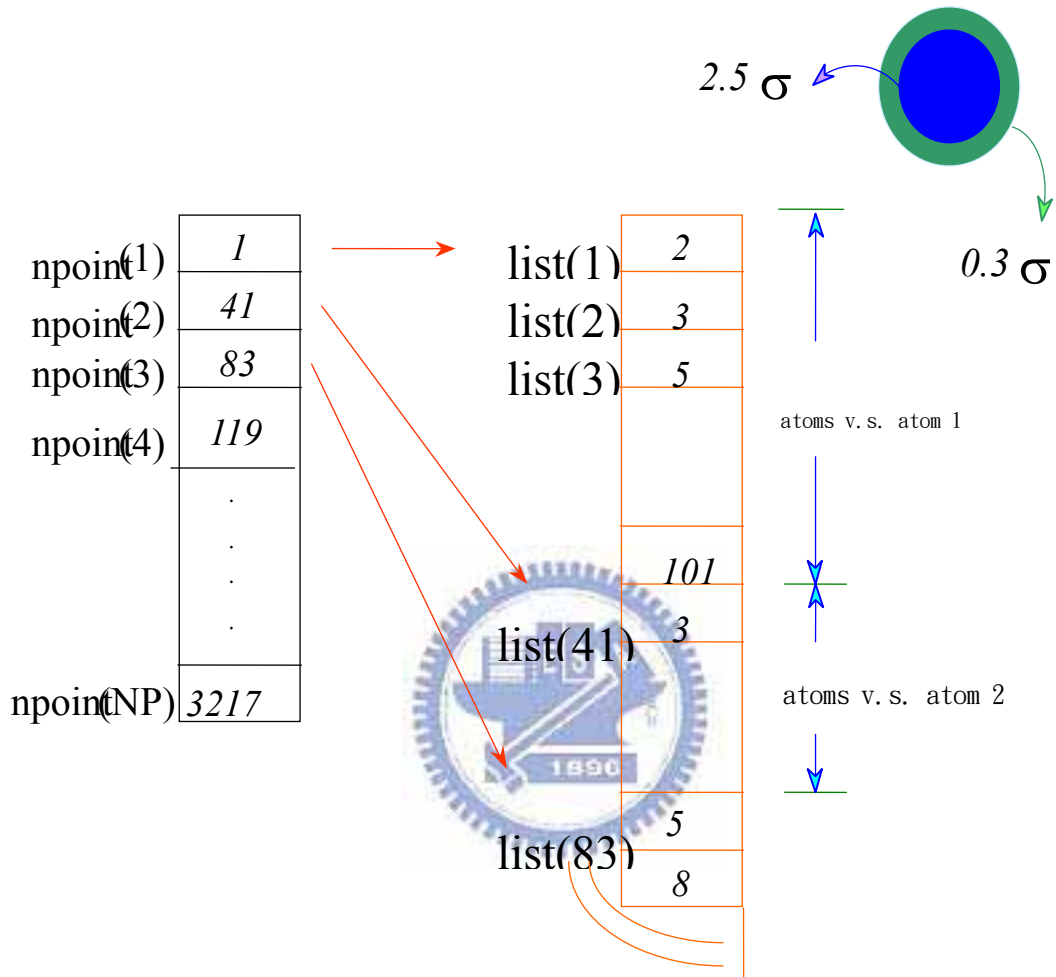 2.5 σ
0.3 σ
npoint(1) 1
npoint(2) 41
npoint(3) 83
npoint(4) 119
.
.
.
.
npoint(NP) 3217
list(1) 2
list(2) 3
list(3) 5
101
list(41) 3
list(83) 5
8
atoms v.s. atom 1
atoms v.s. atom 2
1896